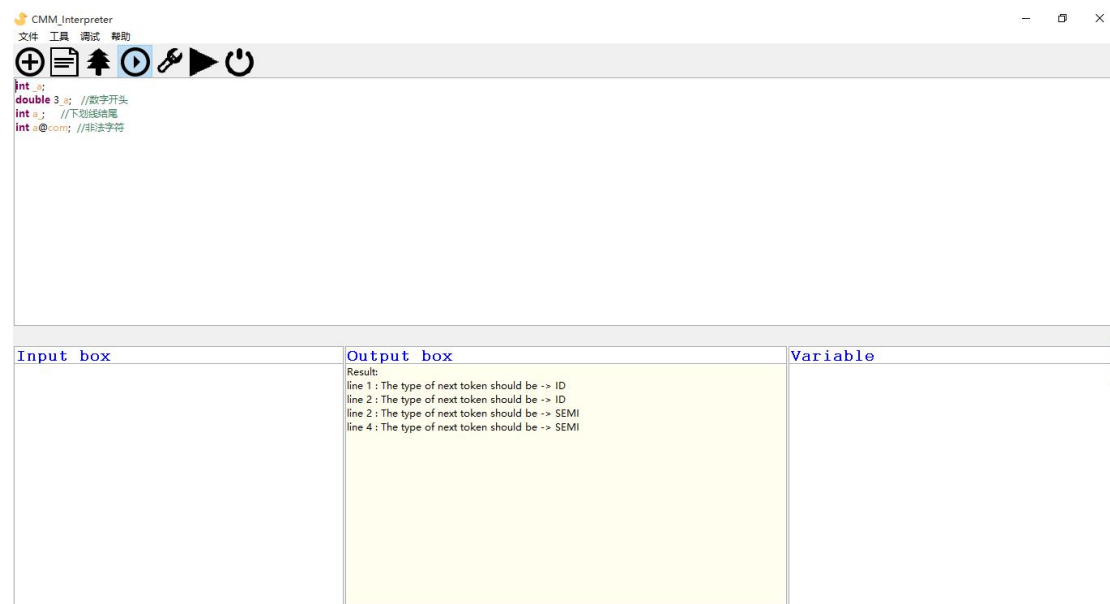 CMM_Interpreter
文件 工具 调试 帮助
int _a;
double 3_a; //数字开头
int a_; //下划线结尾
int a@com; //非法字符
Input box
Output box
Variable
Result:
line 1 : The type of next token should be -> ID
line 2 : The type of next token should be -> ID
line 2 : The type of next token should be -> SEMI
line 4 : The type of next token should be -> SEMI